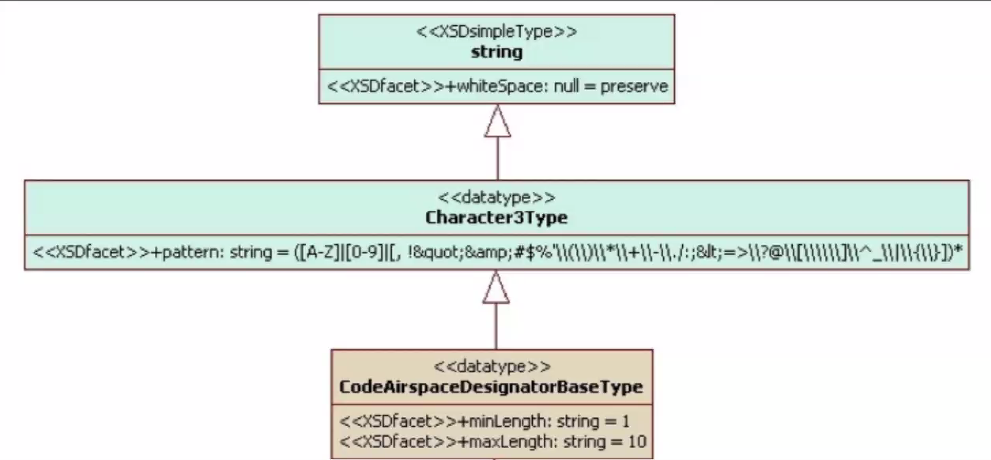 <<XSDsimpleType>>
string
<<XSDfacet>>+whiteSpace: null = preserve
<<datatype>>
Character3Type
<<XSDfacet>>+pattern: string = ([A-Z]|[0-9]|[, !&quot;&amp;#$%'\\(\\)\\*\\+\\-\\./:;&lt;=>\\?@\\[\\\\\\]\\^_\\|\\{\\}])*
<<datatype>>
CodeAirspaceDesignatorBaseType
<<XSDfacet>>+minLength: string = 1
<<XSDfacet>>+maxLength: string = 10